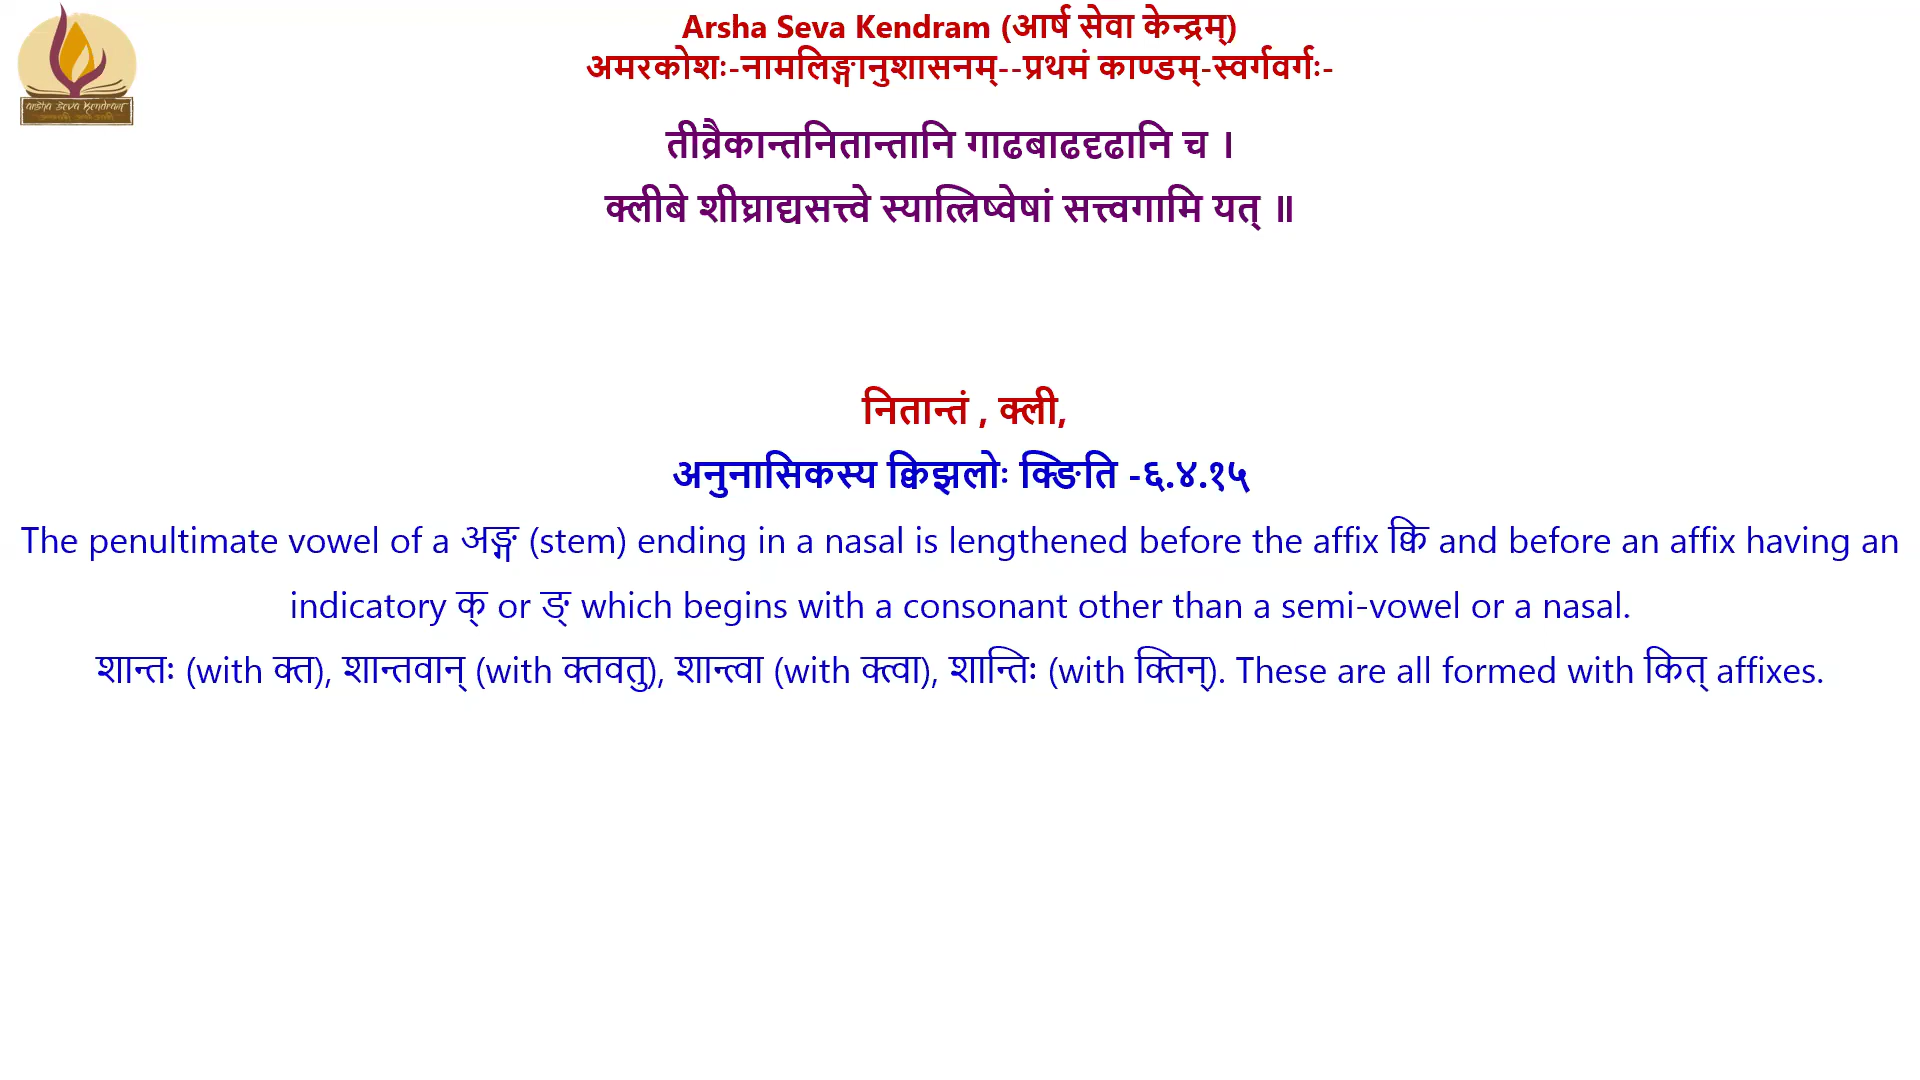 Arsha Seva Kendram (आर्ष सेवा केन्द्रम्)
अमरकोशः-नामलिङ्गानुशासनम्--प्रथमं काण्डम्-स्वर्गवर्गः-
arsha seva kendram
तीव्रैकान्तनितान्तानि गाढबाढदृढानि च ।
क्लीबे शीघ्राद्यसत्त्वे स्यात्त्रिष्वेषां सत्त्वगामि यत् ॥
नितान्तं , क्ली,
अनुनासिकस्य क्विझलोः क्ङिति -६.४.१५
The penultimate vowel of a अङ्ग (stem) ending in a nasal is lengthened before the affix क्वि and before an affix having an
indicatory क् or ङ् which begins with a consonant other than a semi-vowel or a nasal.
शान्तः (with क्त), शान्तवान् (with क्तवतु), शान्त्वा (with क्त्वा), शान्तिः (with क्तिन्). These are all formed with कित् affixes.